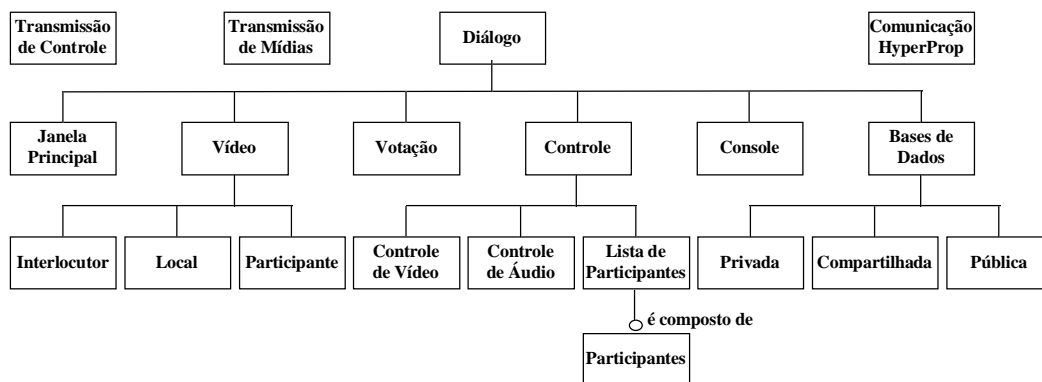 Transmissão
de Controle
Transmissão
de Mídias
Diálogo
Comunicação
HyperProp
Janela
Principal
Vídeo
Votação
Controle
Console
Bases de
Dados
Interlocutor
Local
Participante
Controle
de Vídeo
Controle
de Áudio
Lista de
Participantes
Privada
Compartilhada
Pública
é composto de
Participantes